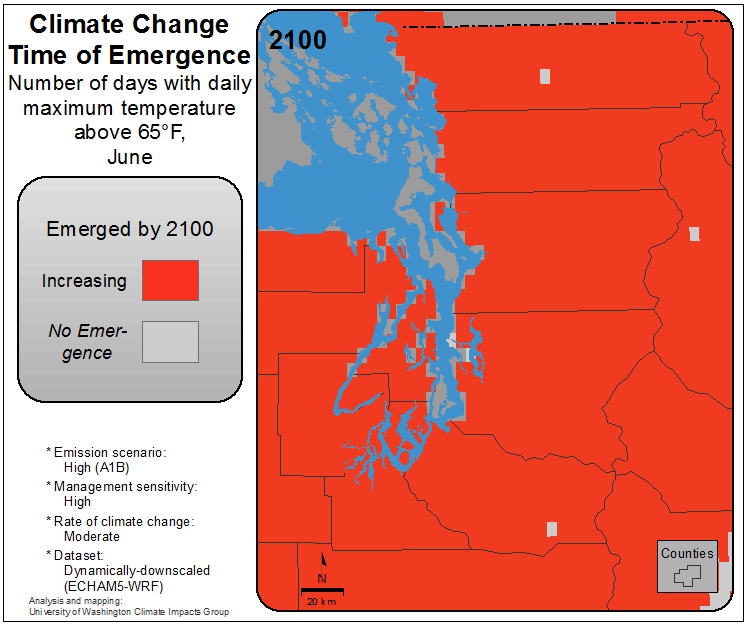 Climate Change
Time of Emergence
Number of days with daily
maximum temperature
above 65°F,
June
Emerged by 2100
Increasing
No Emer-
gence
* Emission scenario:
High (A1B)
* Management sensitivity:
High
* Rate of climate change:
Moderate
* Dataset:
Dynamically-downscaled
(ECHAM5-WRF)
Analysis and mapping:
University of Washington Climate Impacts Group
2100
N
20 km
Counties